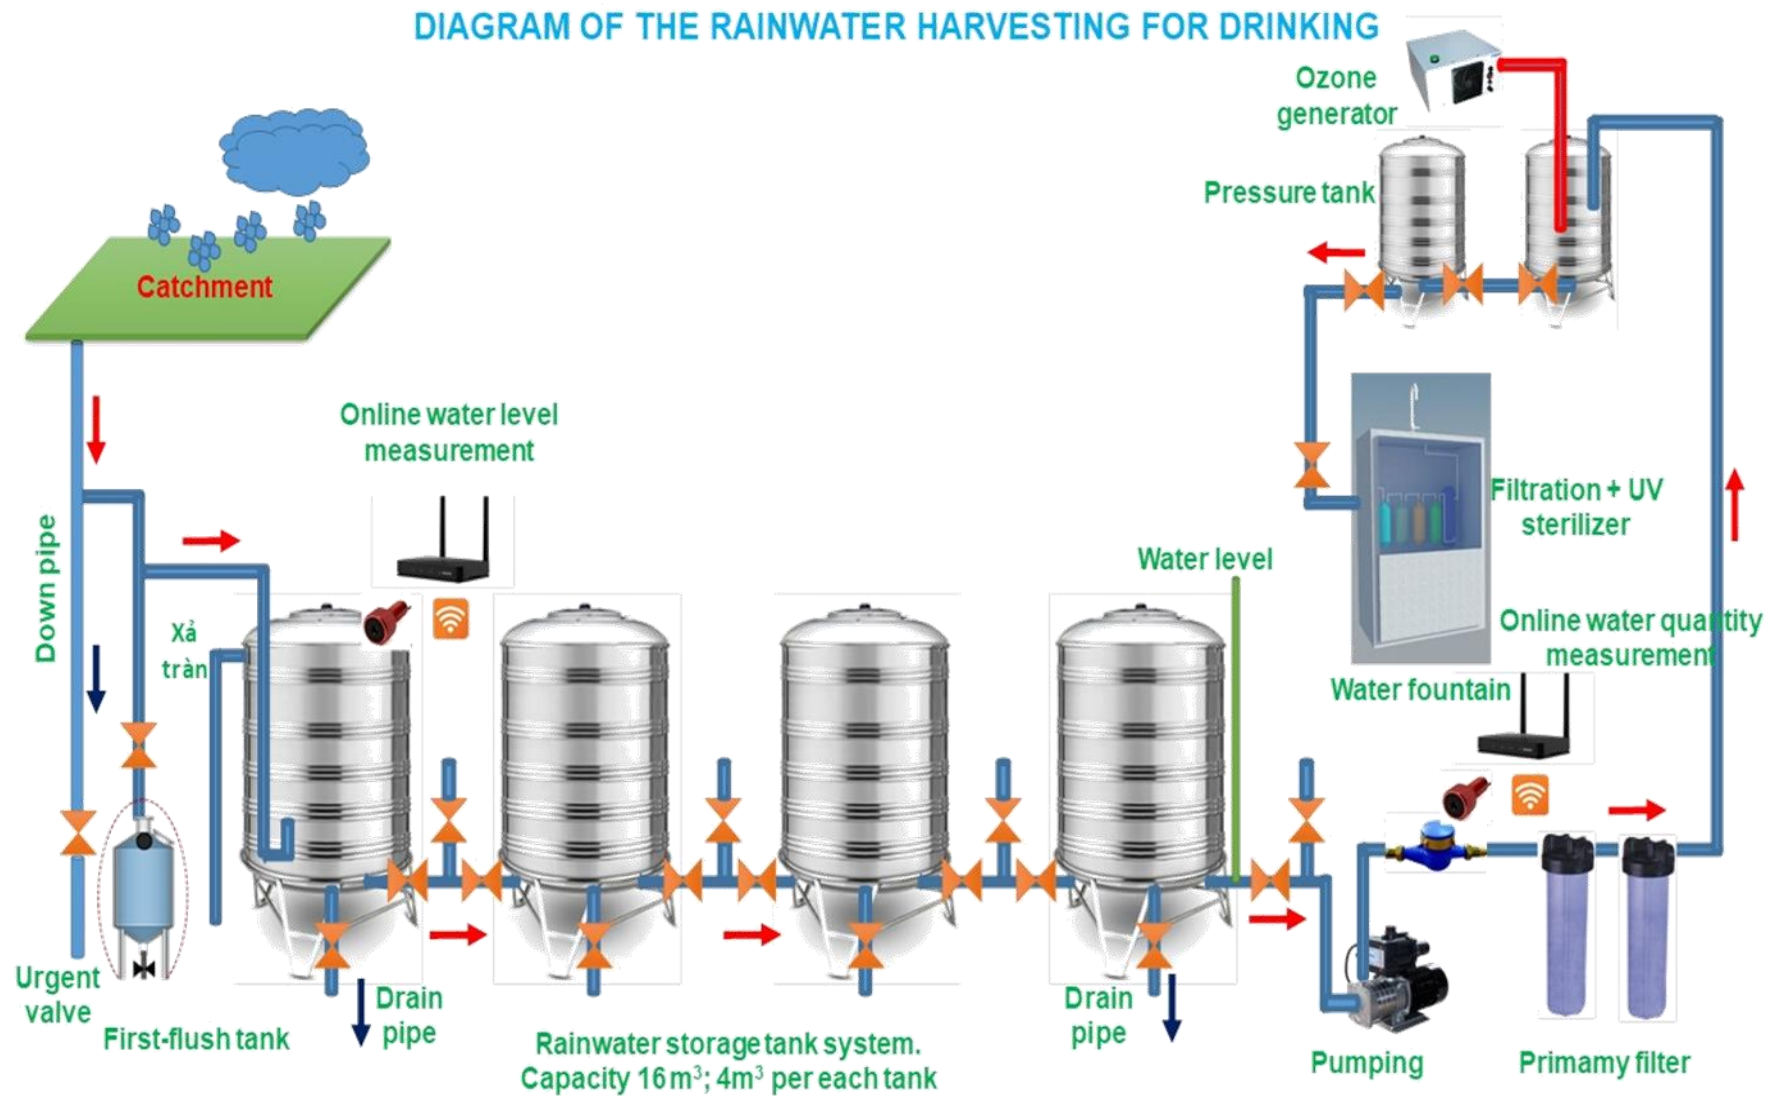 DIAGRAM OF THE RAINWATER HARVESTING FOR DRINKING
Ozone
generator
Pressure tank
Catchment
Online water level
measurement
Down pipe
Xả
tràn
Water level
Filtration + UV
sterilizer
Online water quantity
measurement
Water fountain
Urgent
valve
First-flush tank
Drain
pipe
Rainwater storage tank system.
Capacity 16 m³; 4m³ per each tank
Drain
pipe
Pumping
Primamy filter